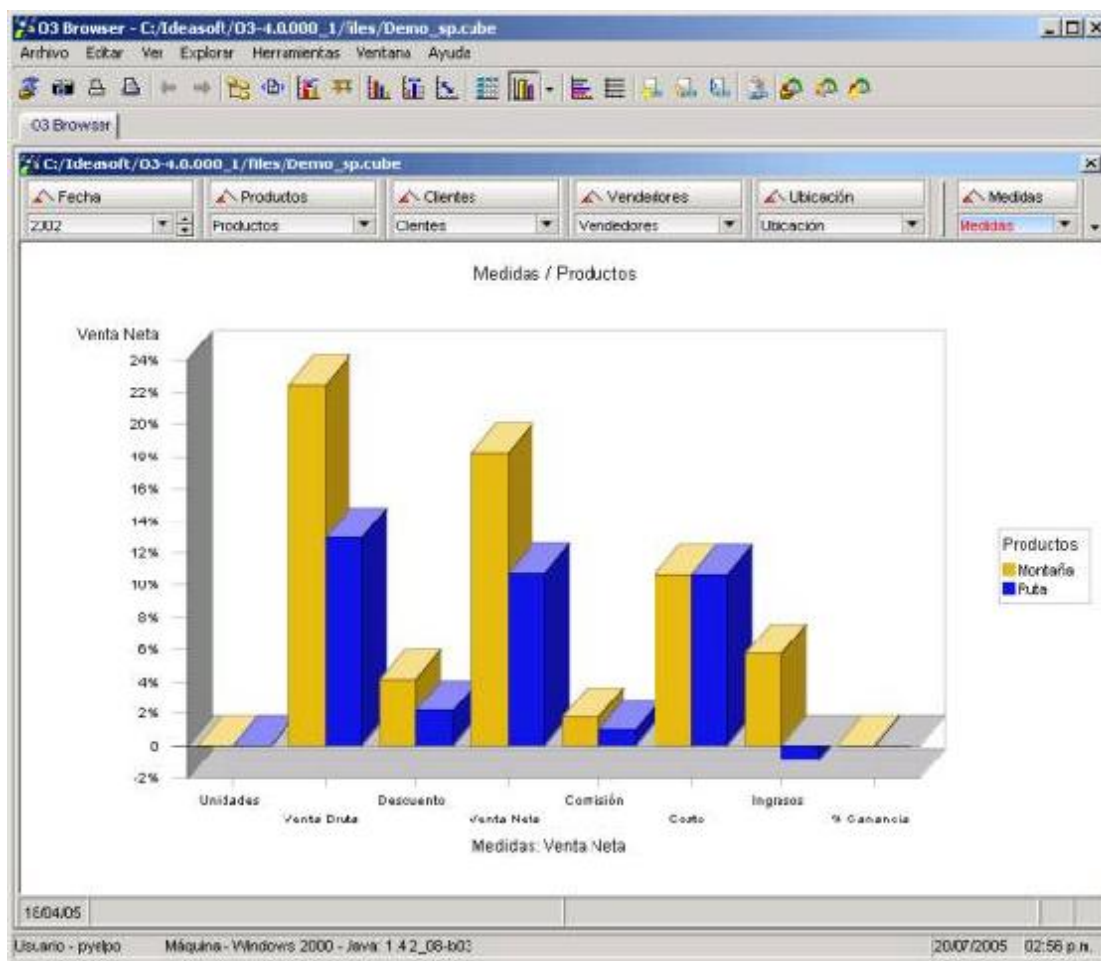 O3 Browser - C:/Ideasoft/O3-4.0.000_1/files/Demo_sp.cube
Archivo Editar Ver Explorar Herramientas Ventana Ayuda
O3 Browser
C:/Ideasoft/O3-4.0.000_1/files/Demo_sp.cube
Fecha Productos Clientes Vendedores Ubicación Medidas
2002 Productos Clientes Vendedores Ubicación Medidas
Medidas / Productos
Venta Neta
24%
22%
20%
19%
16%
14%
12%
10%
8%
6%
4%
2%
0
-2%
Unidades Descuento Comisión Ingresos
Venta Bruta Venta Neta Costo % Ganancia
Medidas: Venta Neta
Productos
Montaña
Ruta
16/04/05
Usuario - pyelpo Máquina - Windows 2000 - Java: 1.4.2_08-b03 20/07/2005 02:56 p.m.